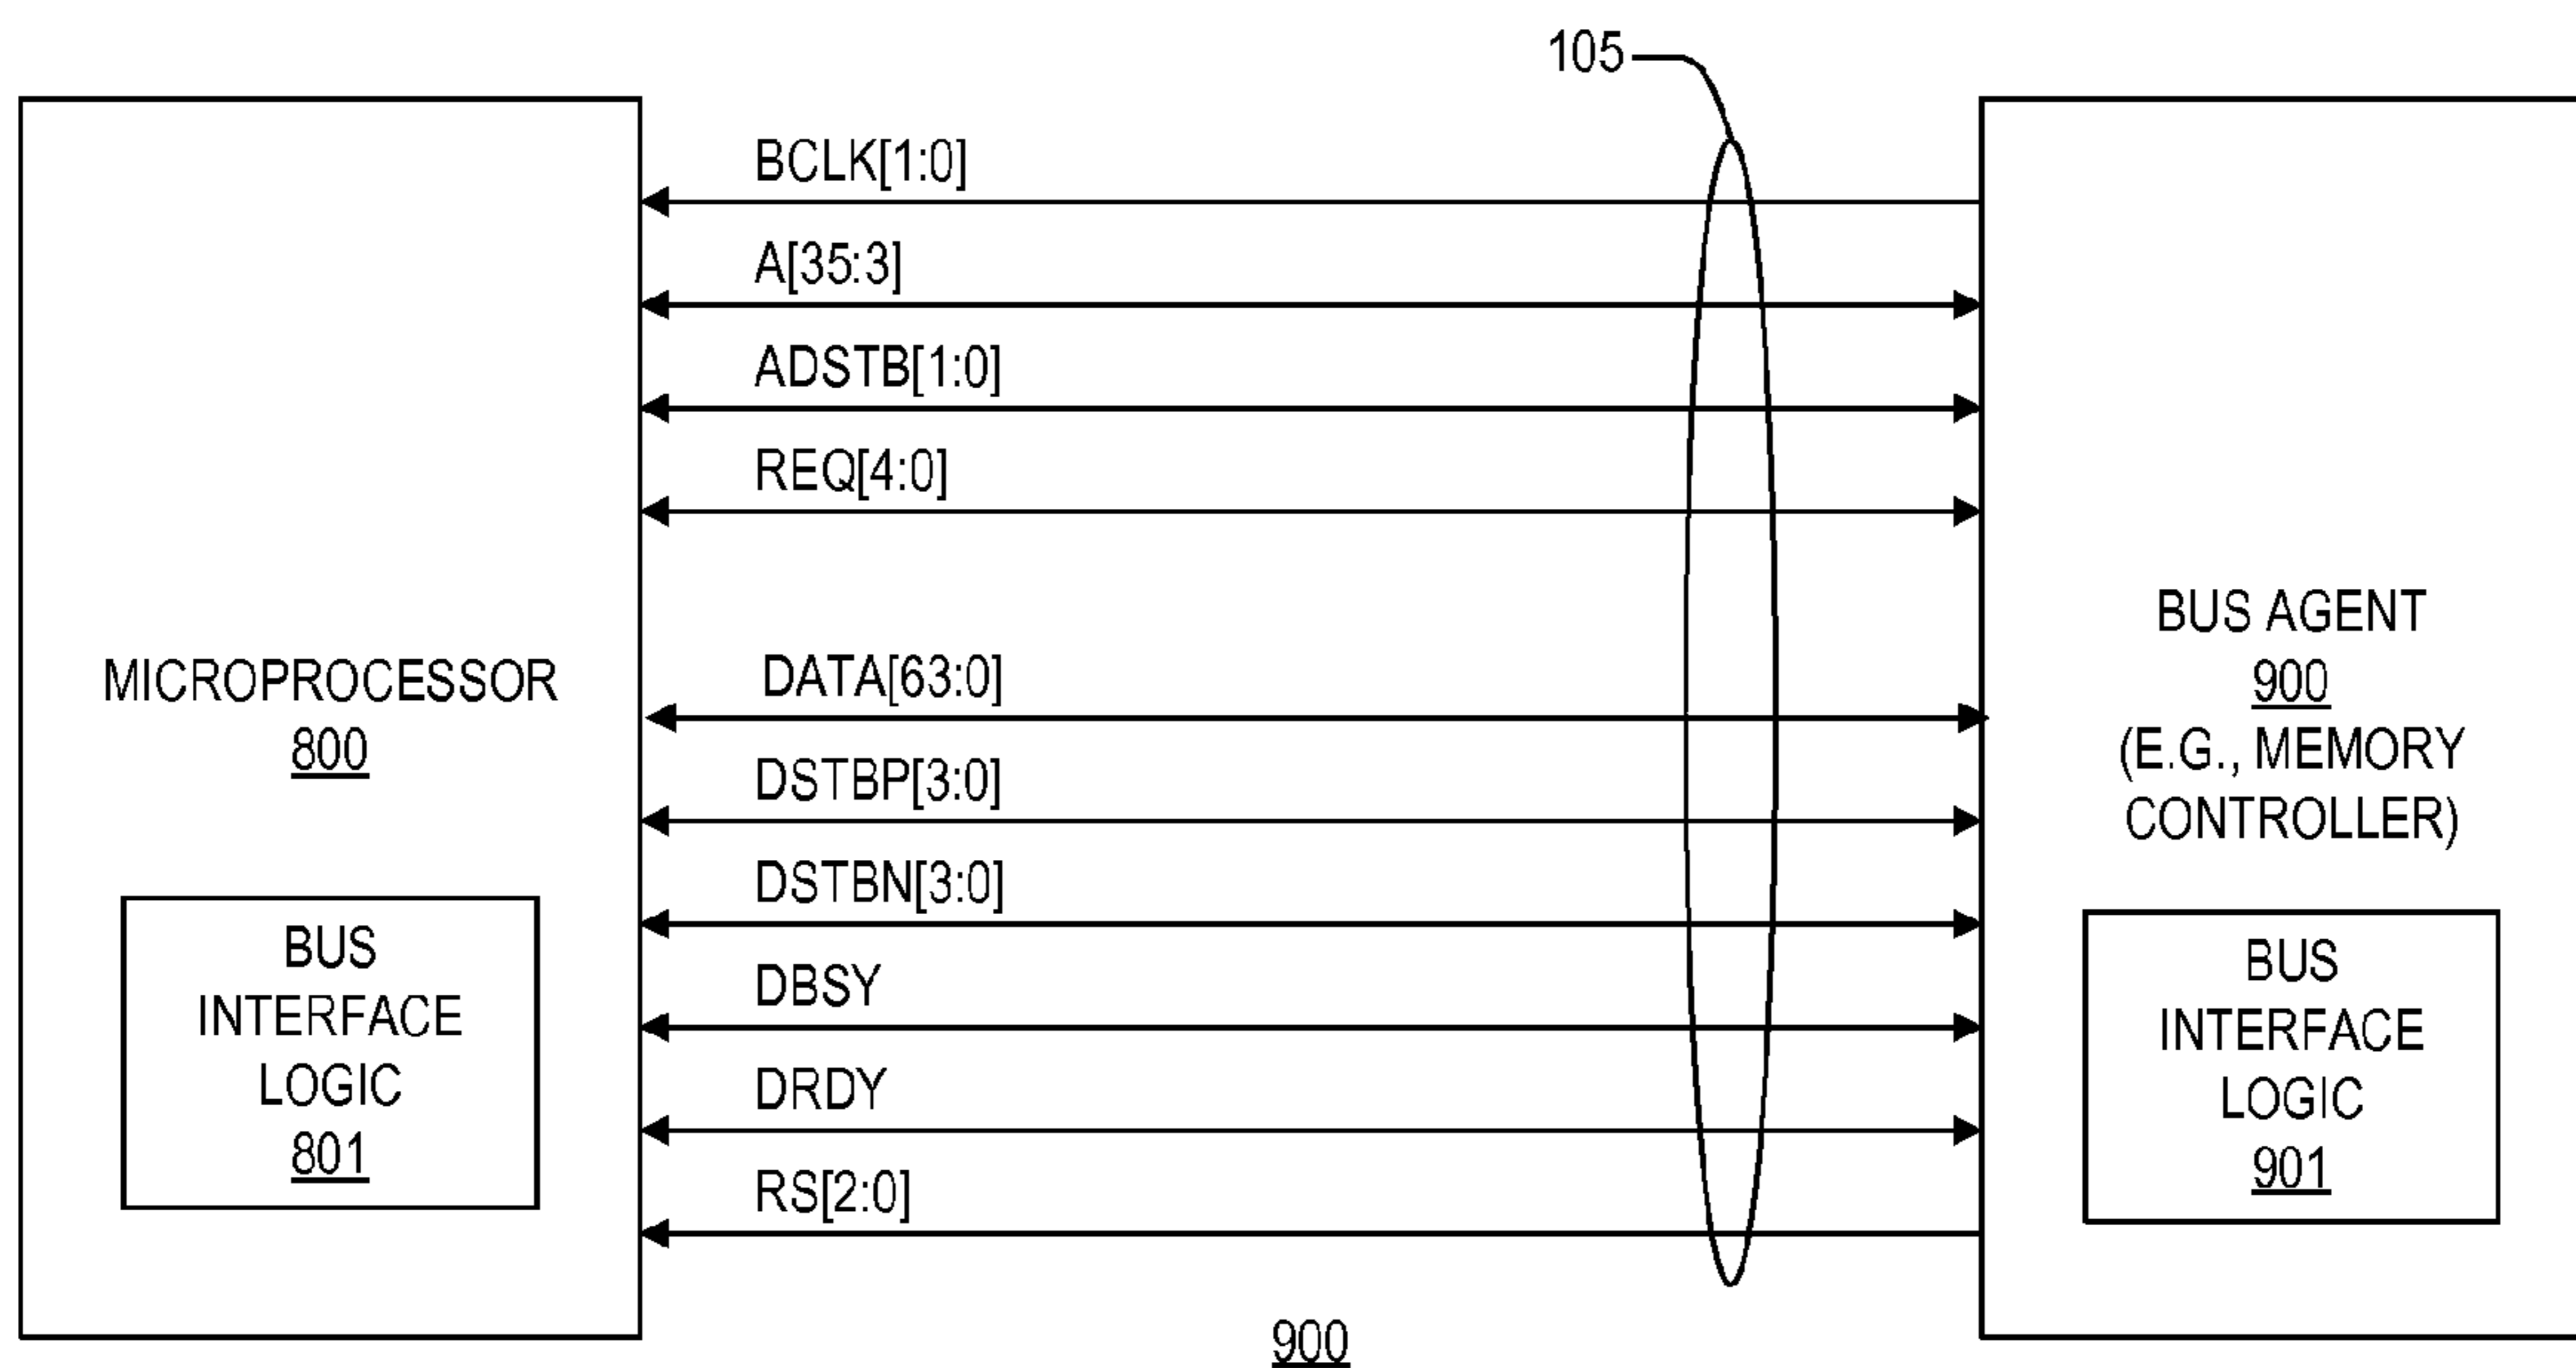 105
BCLK[1:0]
A[35:3]
ADSTB[1:0]
REQ[4:0]
DATA[63:0]
DSTBP[3:0]
DSTBN[3:0]
DBSY
DRDY
RS[2:0]
MICROPROCESSOR
800
BUS
INTERFACE
LOGIC
801
BUS AGENT
900
(E.G., MEMORY
CONTROLLER)
BUS
INTERFACE
LOGIC
901
900